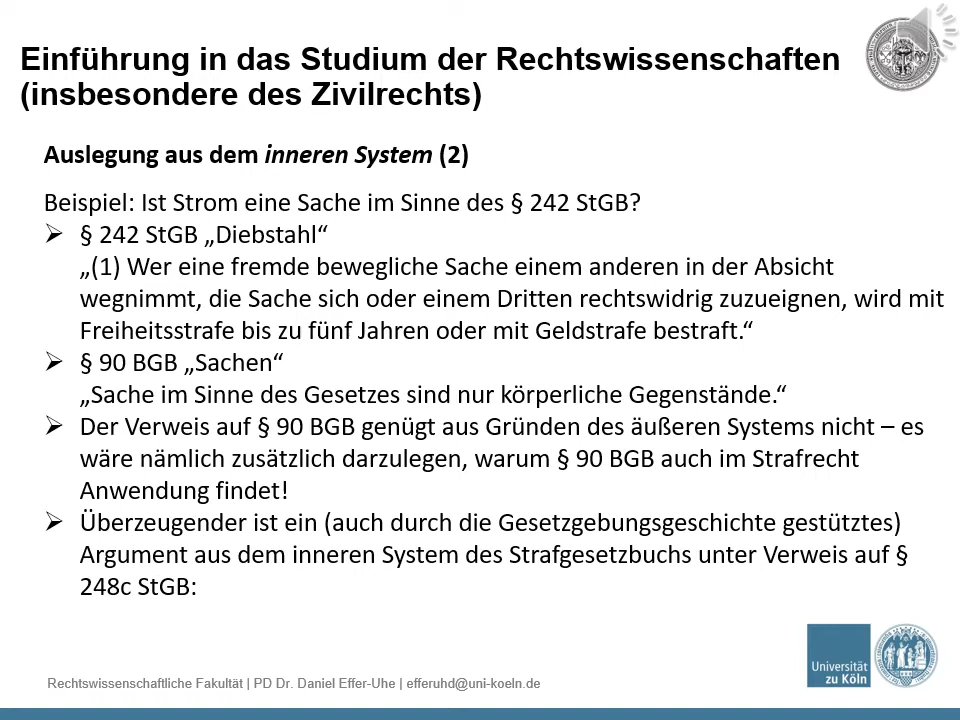 Einführung in das Studium der Rechtswissenschaften
(insbesondere des Zivilrechts)
Auslegung aus dem inneren System (2)
Beispiel: Ist Strom eine Sache im Sinne des § 242 StGB?
➢ § 242 StGB „Diebstahl“
„(1) Wer eine fremde bewegliche Sache einem anderen in der Absicht
wegnimmt, die Sache sich oder einem Dritten rechtswidrig zuzueignen, wird mit
Freiheitsstrafe bis zu fünf Jahren oder mit Geldstrafe bestraft.“
➢ § 90 BGB „Sachen“
„Sache im Sinne des Gesetzes sind nur körperliche Gegenstände.“
➢ Der Verweis auf § 90 BGB genügt aus Gründen des äußeren Systems nicht – es
wäre nämlich zusätzlich darzulegen, warum § 90 BGB auch im Strafrecht
Anwendung findet!
➢ Überzeugender ist ein (auch durch die Gesetzgebungsgeschichte gestütztes)
Argument aus dem inneren System des Strafgesetzbuchs unter Verweis auf §
248c StGB:
Universität
zu Köln
Rechtswissenschaftliche Fakultät | PD Dr. Daniel Effer-Uhe | efferuhd@uni-koeln.de